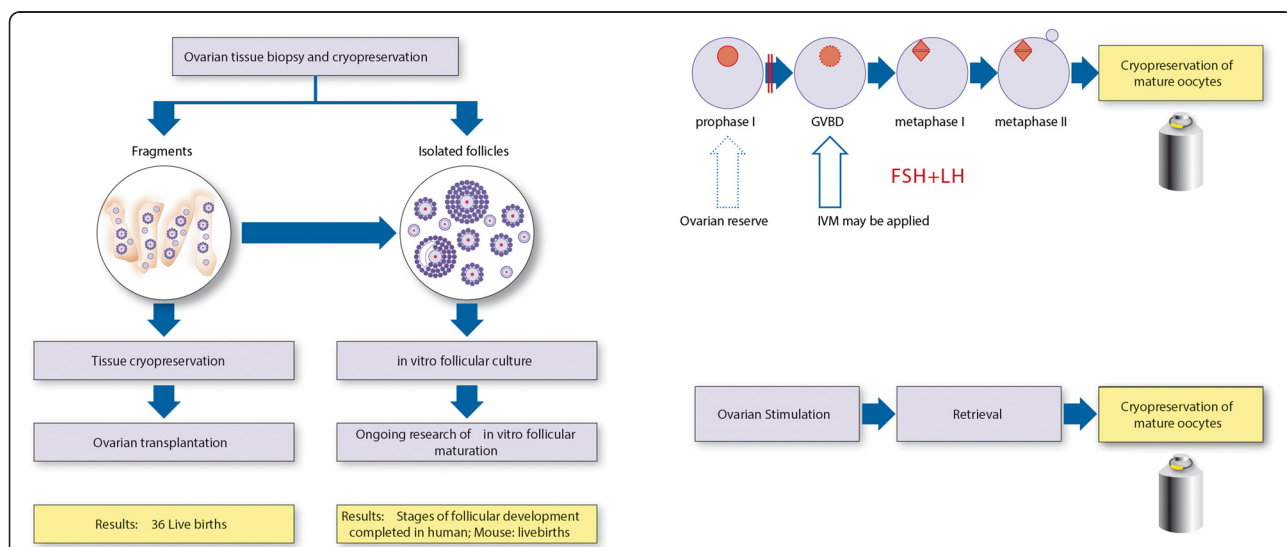 Ovarian tissue biopsy and cryopreservation
Fragments
Isolated follicles
Tissue cryopreservation
in vitro follicular culture
Ovarian transplantation
Ongoing research of in vitro follicular
maturation
Results: 36 Live births
Results: Stages of follicular development
completed in human; Mouse: livebirths
prophase I
GVBD
metaphase I
metaphase II
Cryopreservation of
mature oocytes
FSH+LH
Ovarian reserve
IVM may be applied
Ovarian Stimulation
Retrieval
Cryopreservation of
mature oocytes